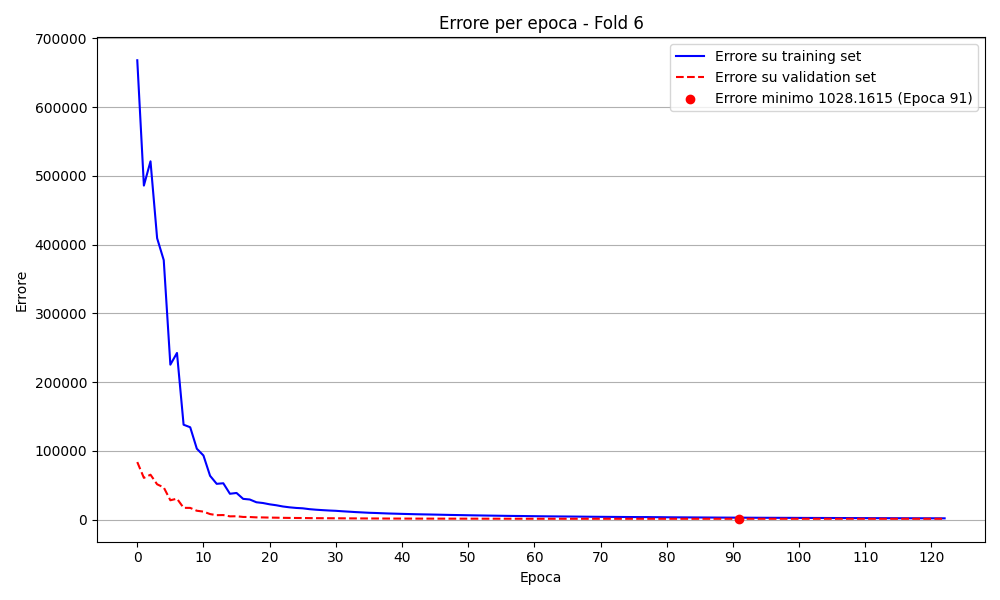 Errore per epoca - Fold 6
Errore su training set
Errore su validation set
Errore minimo 1028.1615 (Epoca 91)
Errore
700000
600000
500000
400000
300000
200000
100000
0
0 10 20 30 40 50 60 70 80 90 100 110 120
Epoca